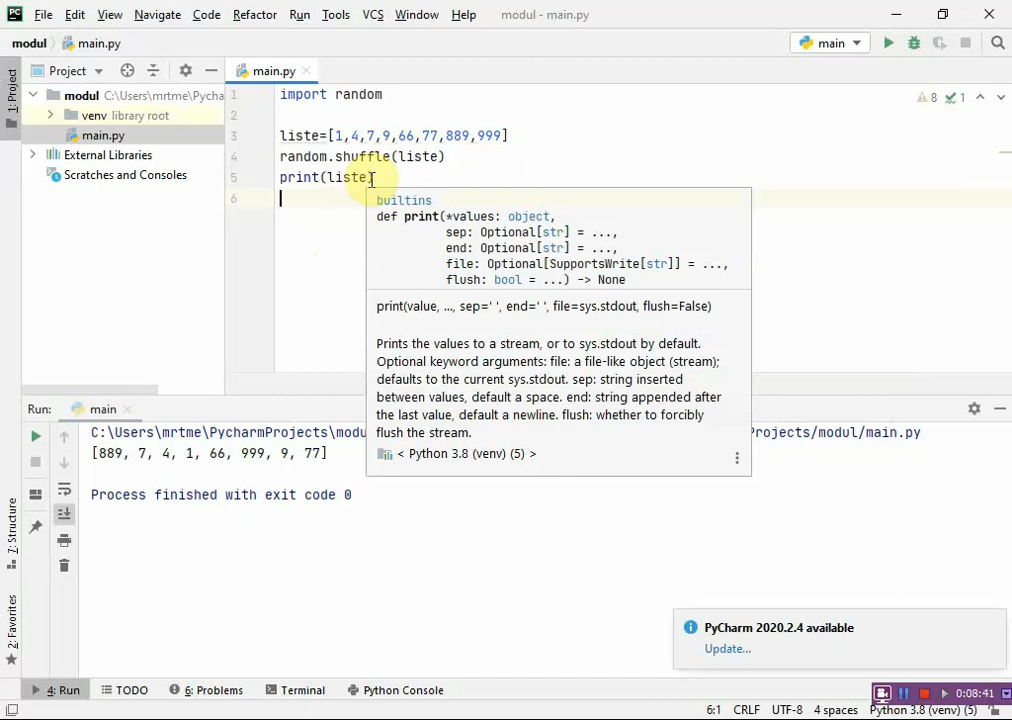 File Edit View Navigate Code Refactor Run Tools VCS Window Help modul - main.py
modul main.py main
1: Project
Project
main.py
modul C:\Users\mrtme\Pycha
venv library root
main.py
External Libraries
Scratches and Consoles
1 import random
8 1
2
3 liste=[1,4,7,9,66,77,889,999]
4 random.shuffle(liste)
5 print(liste)
6
builtins
def print(*values: object,
sep: Optional[str] = ...,
end: Optional[str] = ...,
file: Optional[SupportsWrite[str]] = ...,
flush: bool = ...) -> None
print(value, ..., sep=' ', end=' ', file=sys.stdout, flush=False)
Prints the values to a stream, or to sys.stdout by default.
Optional keyword arguments: file: a file-like object (stream);
defaults to the current sys.stdout. sep: string inserted
between values, default a space. end: string appended after
the last value, default a newline. flush: whether to forcibly
flush the stream.
< Python 3.8 (venv) (5) >
Run: main
C:\Users\mrtme\PycharmProjects\modu rojects/modul/main.py
[889, 7, 4, 1, 66, 999, 9, 77]
Process finished with exit code 0
7: Structure
2: Favorites
PyCharm 2020.2.4 available
Update...
4: Run TODO 6: Problems Terminal Python Console
0:08:41
6:1 CRLF UTF-8 4 spaces Python 3.8 (venv) (5)